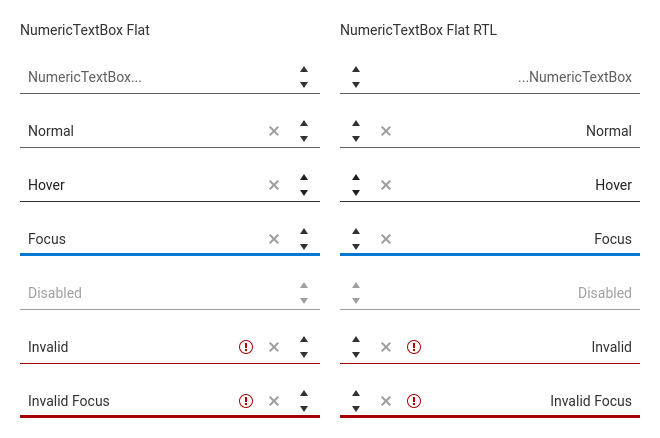 NumericTextBox Flat
NumericTextBox...
Normal
Hover
Focus
Disabled
Invalid
Invalid Focus
NumericTextBox Flat RTL
...NumericTextBox
Normal
Hover
Focus
Disabled
Invalid
Invalid Focus